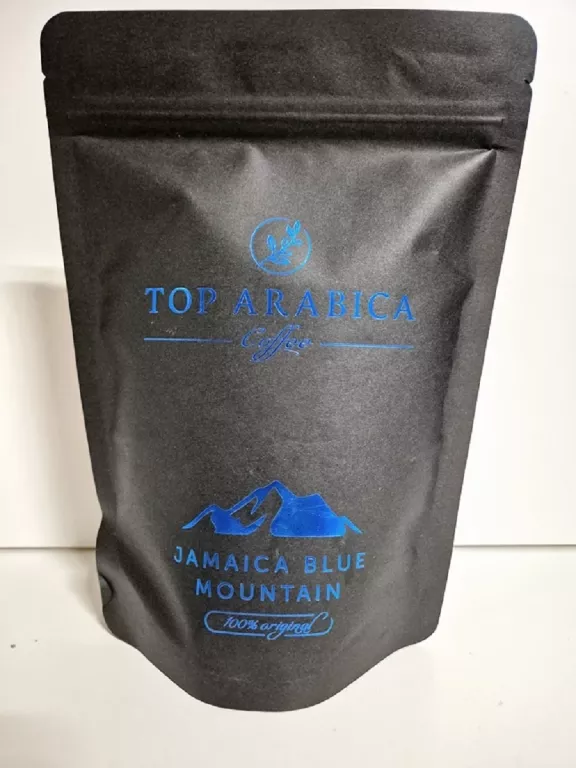 TOP ARABICA
Coffee
JAMAICA BLUE
MOUNTAIN
100% original